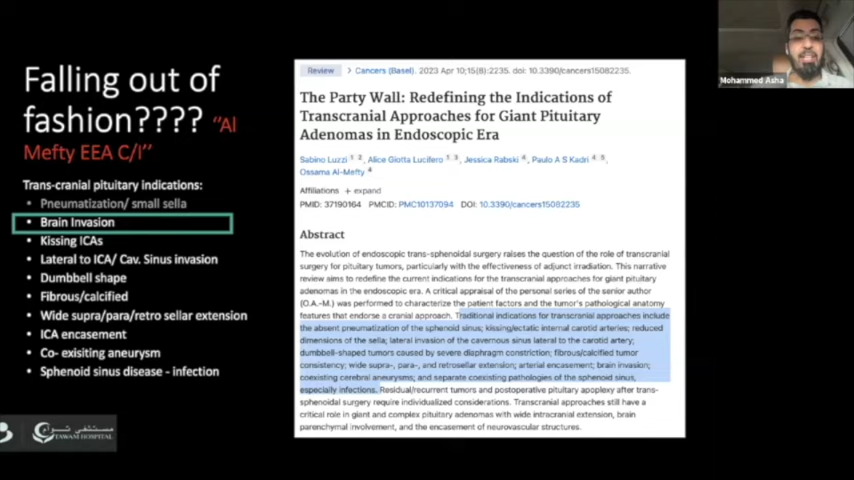 Falling out of
fashion???? ‘‘Al
Mefty EEA C/I’’
Trans-cranial pituitary indications:
• Pneumatization/ small sella
• Brain Invasion
• Kissing ICAs
• Lateral to ICA/ Cav. Sinus invasion
• Dumbell shape
• Fibrous/calcified
• Wide supra/para/retro sellar extension
• ICA encasement
• Co- exisiting aneurysm
• Sphenoid sinus disease - infection
مستشفى توام
TAWAM HOSPITAL
Review > Cancers (Basel). 2023 Apr 10;15(8):2235. doi: 10.3390/cancers15082235.
The Party Wall: Redefining the Indications of
Transcranial Approaches for Giant Pituitary
Adenomas in Endoscopic Era
Sabino Luzzi 1 2, Alice Giotta Lucifero 1 3, Jessica Rabski 4, Paulo A S Kadri 4 5,
Ossama Al-Mefty 4
Affiliations + expand
PMID: 37190164 PMCID: PMC10137094 DOI: 10.3390/cancers15082235
Abstract
The evolution of endoscopic trans-sphenoidal surgery raises the question of the role of transcranial
surgery for pituitary tumors, particularly with the effectiveness of adjunct irradiation. This narrative
review aims to redefine the current indications for the transcranial approaches for giant pituitary
adenomas in the endoscopic era. A critical appraisal of the personal series of the senior author
(O.A.-M.) was performed to characterize the patient factors and the tumor's pathological anatomy
features that endorse a cranial approach. Traditional indications for transcranial approaches include
the absent pneumatization of the sphenoid sinus; kissing/ectatic internal carotid arteries; reduced
dimensions of the sella; lateral invasion of the cavernous sinus lateral to the carotid artery;
dumbbell-shaped tumors caused by severe diaphragm constriction; fibrous/calcified tumor
consistency; wide supra-, para-, and retrosellar extension; arterial encasement; brain invasion;
coexisting cerebral aneurysms; and separate coexisting pathologies of the sphenoid sinus,
especially infections. Residual/recurrent tumors and postoperative pituitary apoplexy after trans-
sphenoidal surgery require individualized considerations. Transcranial approaches still have a
critical role in giant and complex pituitary adenomas with wide intracranial extension, brain
parenchymal involvement, and the encasement of neurovascular structures.
Mohammed Asha